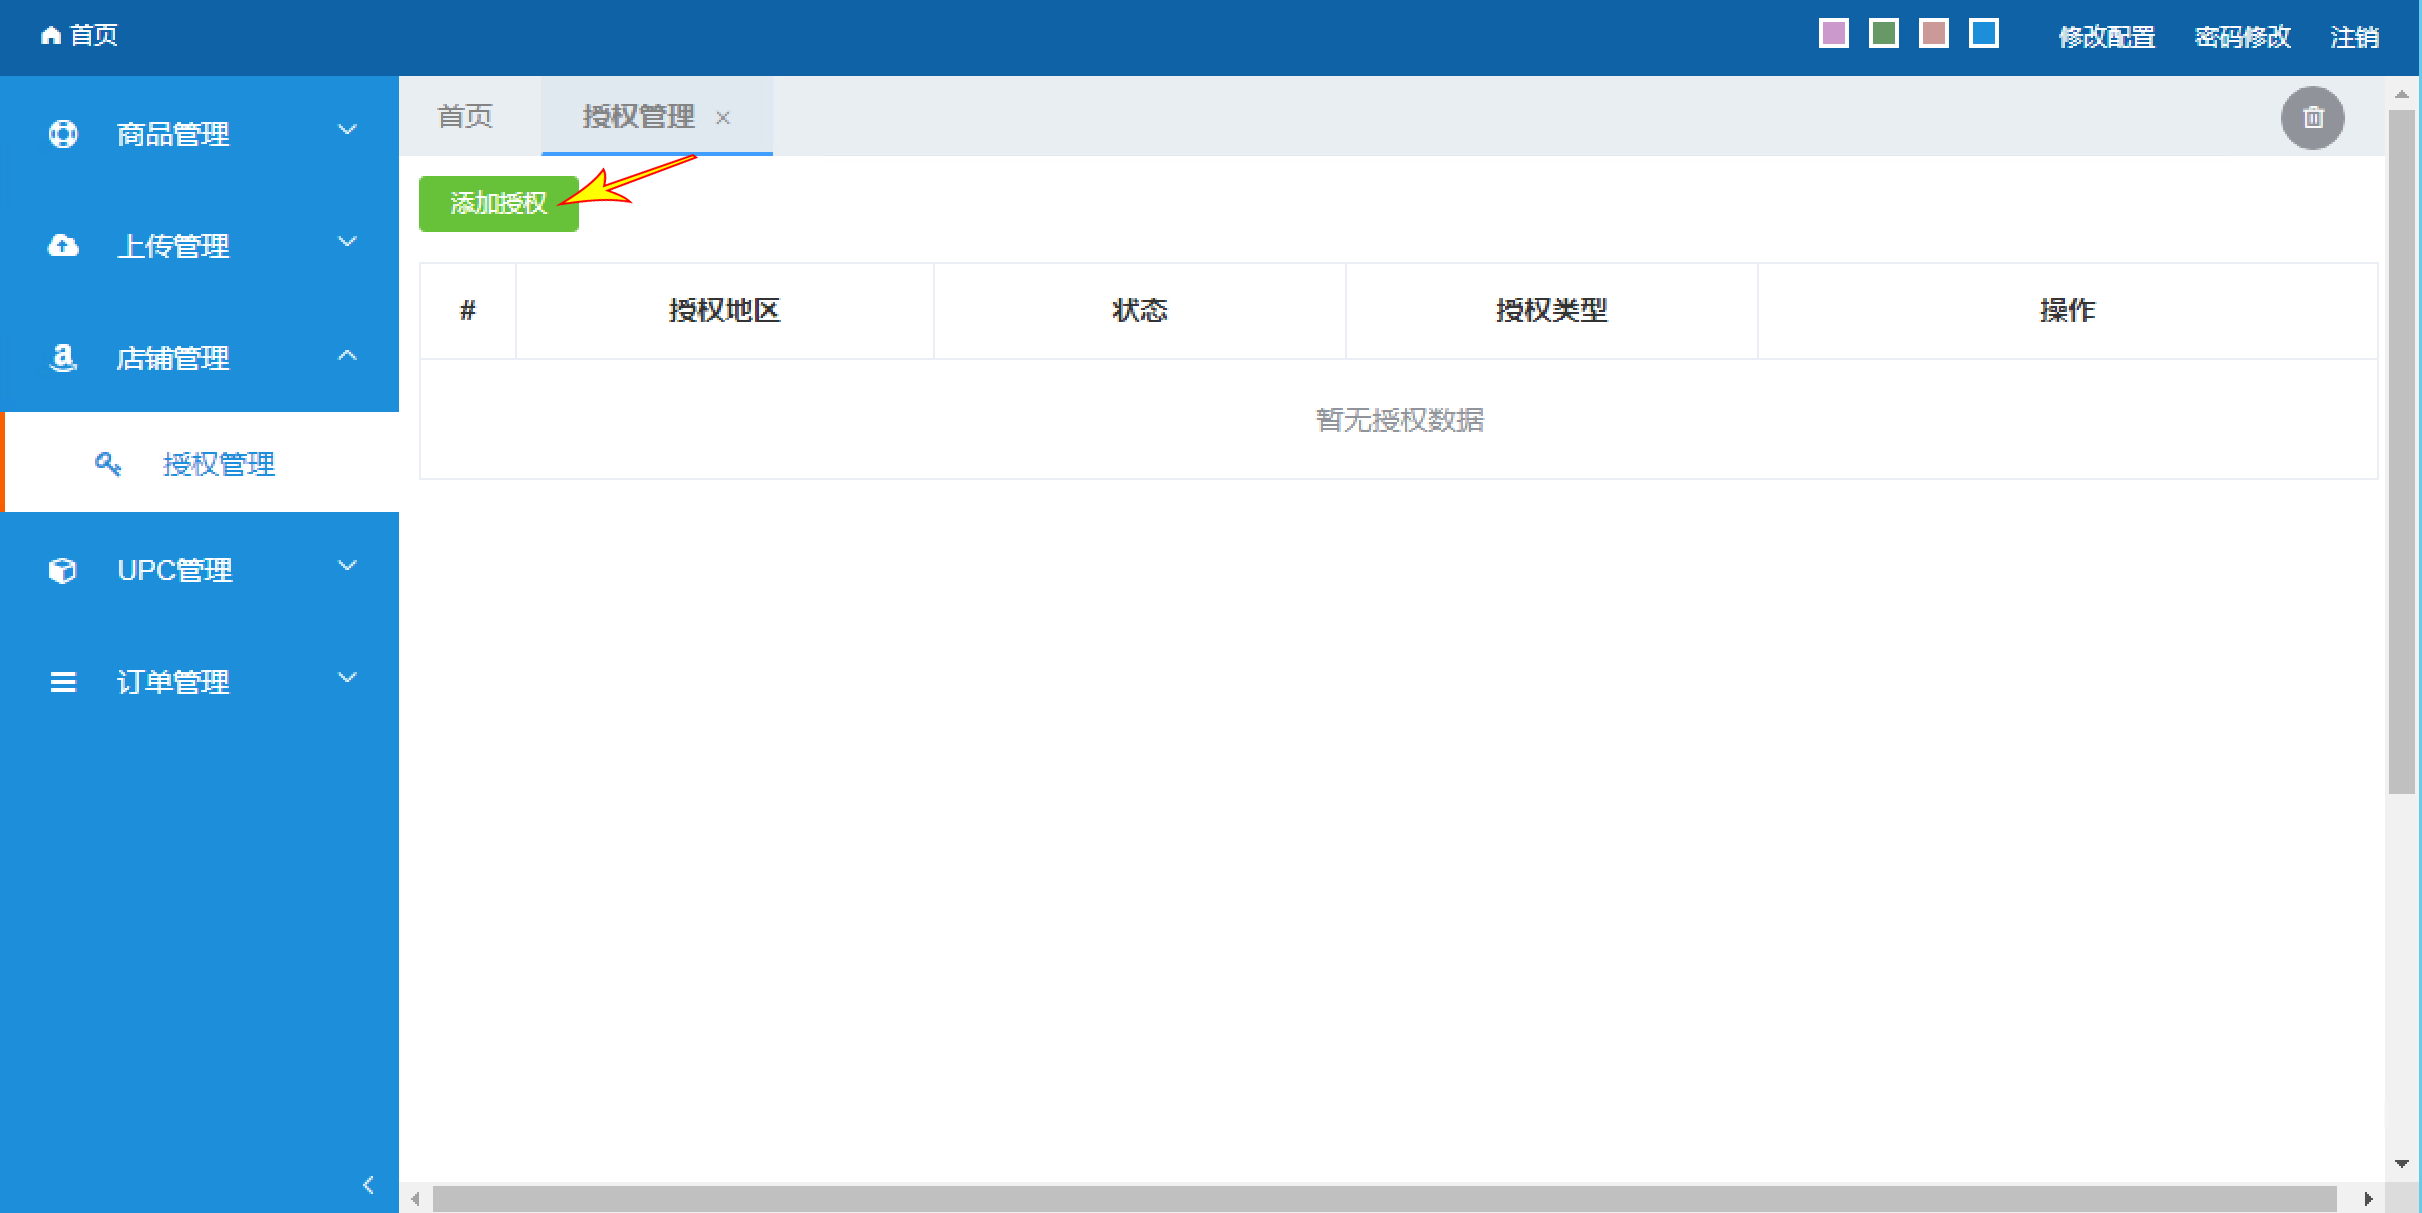 首页
修改配置 密码修改 注销
商品管理
上传管理
店铺管理
授权管理
UPC管理
订单管理
首页 授权管理 ×
添加授权
# 授权地区 状态 授权类型 操作
暂无授权数据